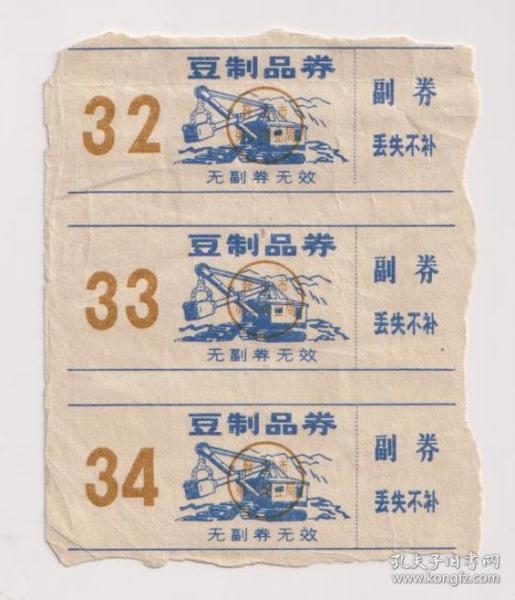 豆制品券
32
无副券无效
副券
丢失不补
豆制品券
33
无副券无效
副券
丢失不补
豆制品券
34
无副券无效
副券
丢失不补
孔夫子旧书网
www.kongfz.com